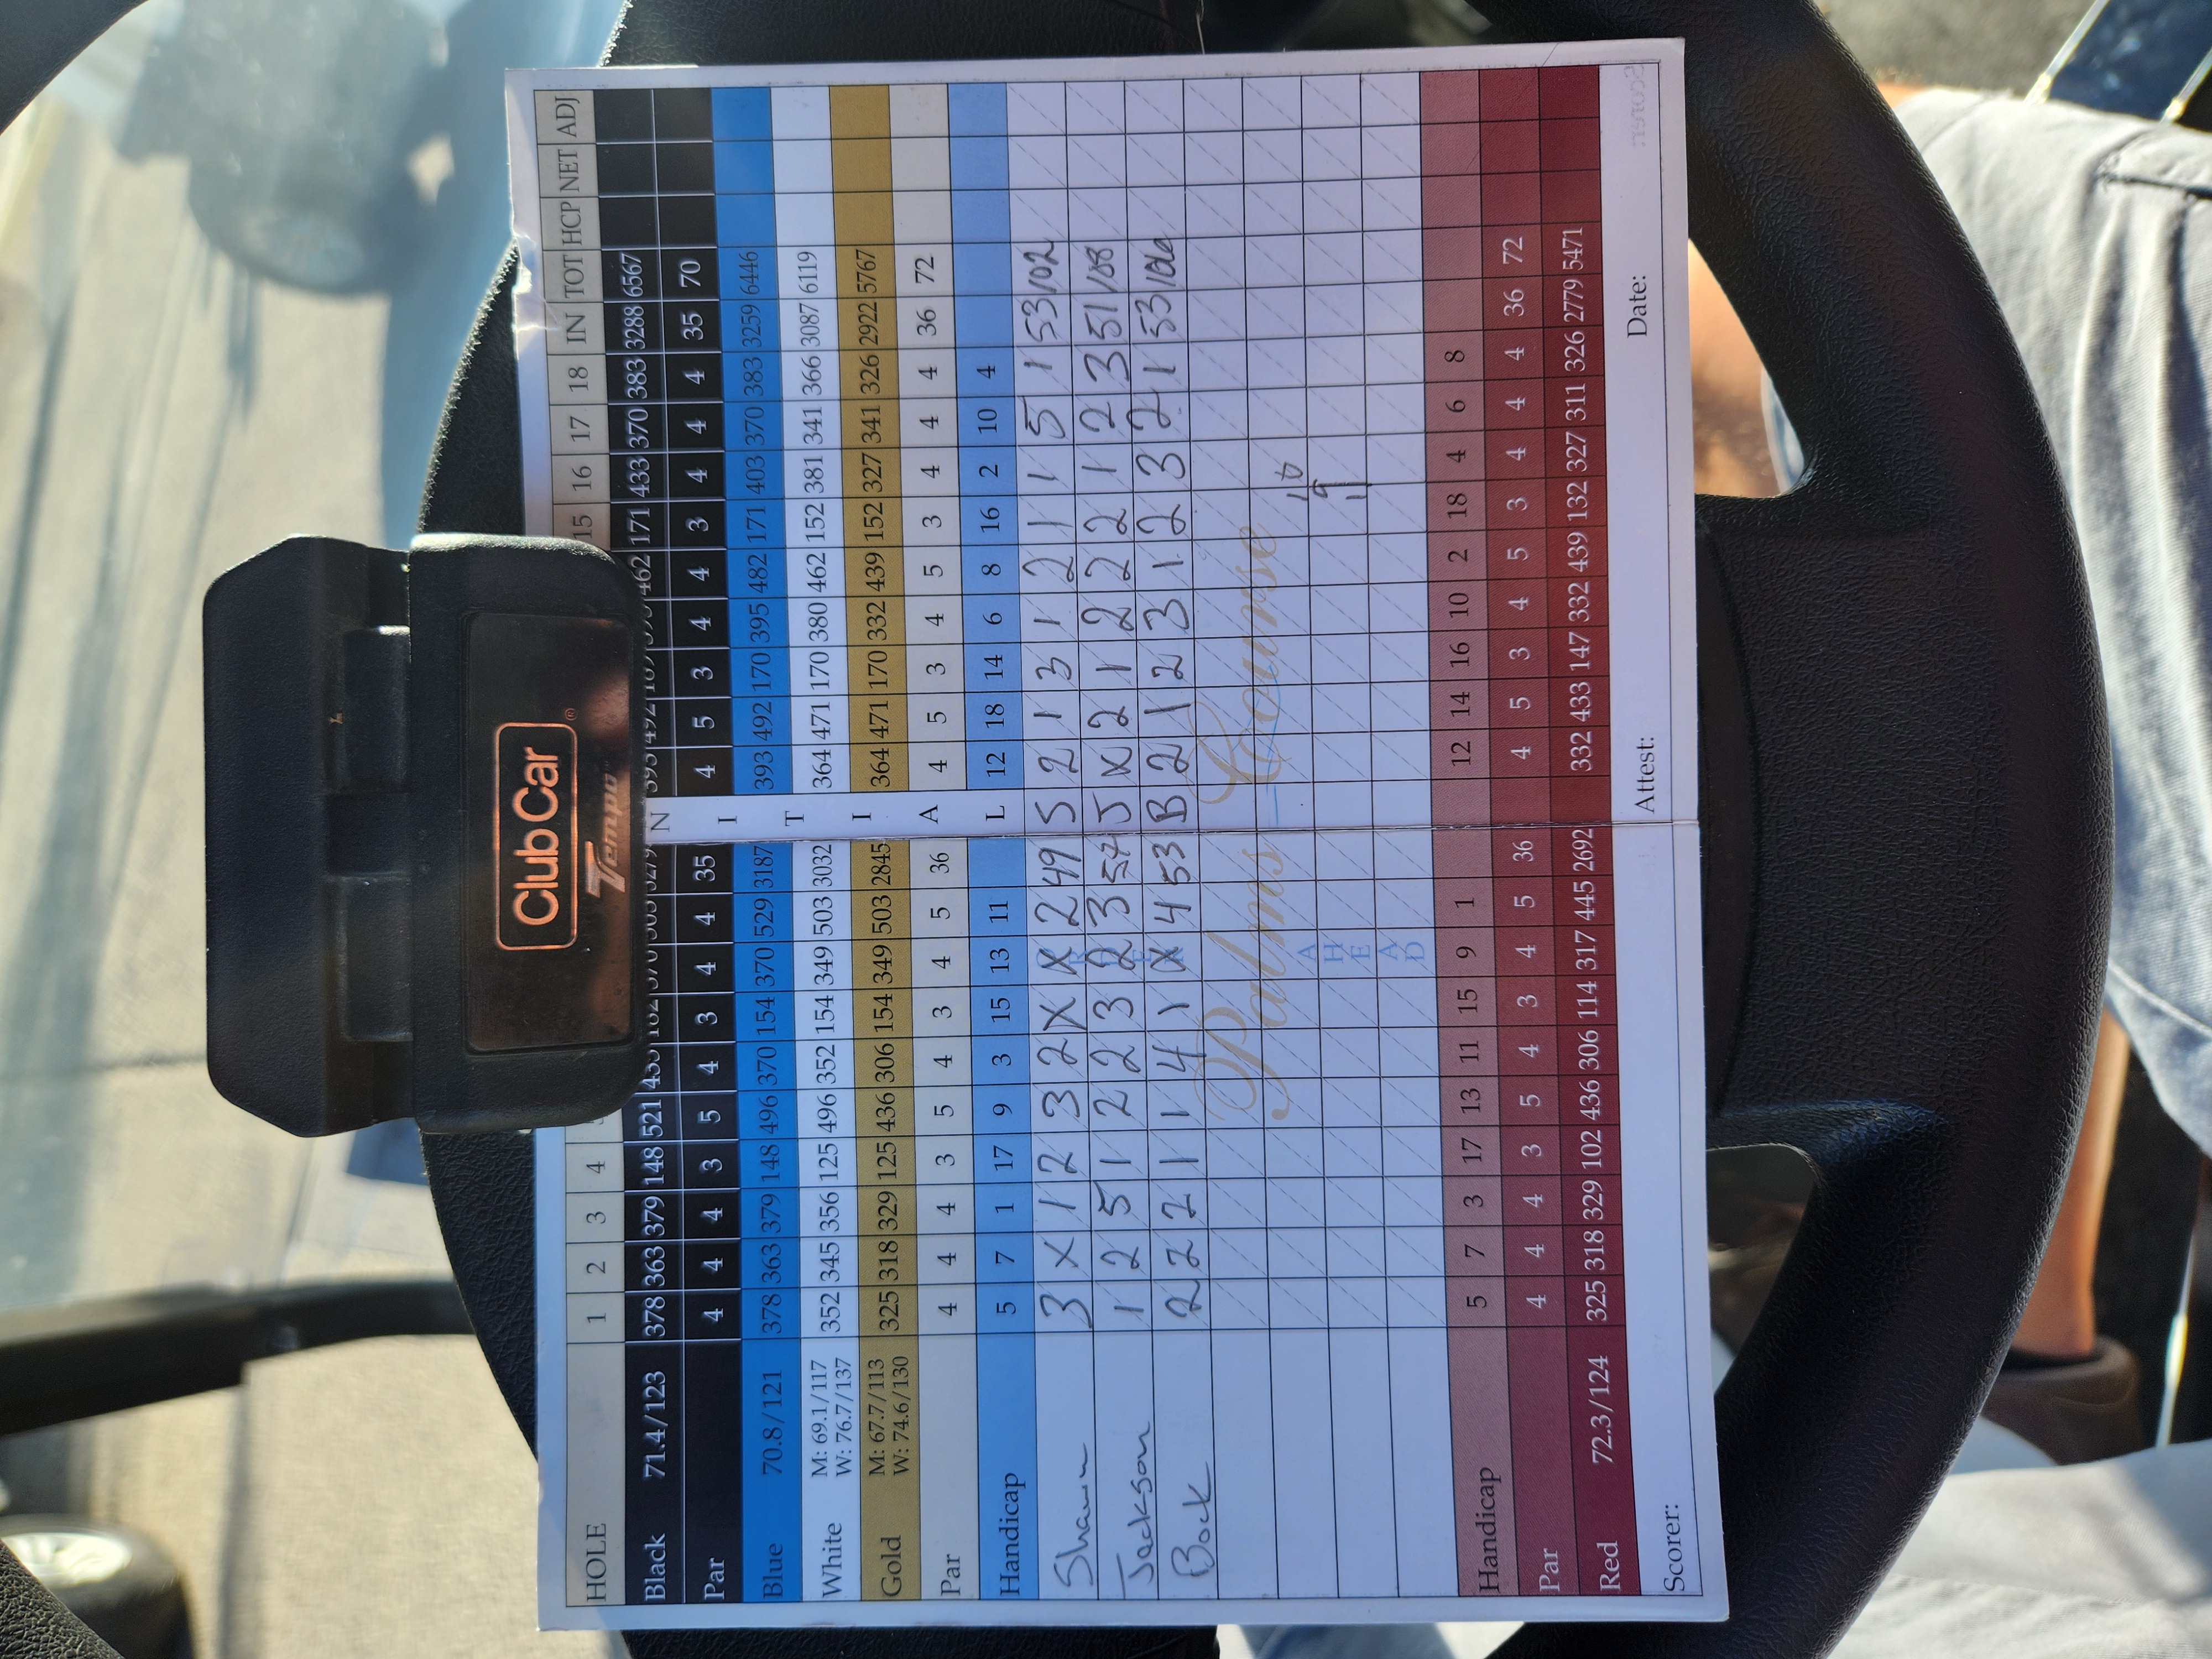 Club Car
®
Tempo
HOLE 1 2 3 4 15 16 17 18 IN TOT HCP NET ADJ
Black 71.4/123 378 363 379 148 521 462 171 433 370 383 3288 6567
Par 4 4 4 3 5 4 3 4 4 35 4 5 3 4 4 3 4 4 4 35 70
Blue 70.8/121 378 363 379 148 496 370 154 370 529 3187 393 492 170 395 482 171 403 370 383 3259 6446
White M: 69.1/117 W: 76.7/137 352 345 356 125 496 352 154 349 503 3032 364 471 170 380 462 152 381 341 366 3087 6119
Gold M: 67.7/113 W: 74.6/130 325 318 329 125 436 306 154 349 503 2845 364 471 170 332 439 152 327 341 326 2922 5767
Par 4 4 4 3 5 4 3 4 5 36 4 5 3 4 5 3 4 4 4 36 72
Handicap 5 7 1 17 9 3 15 13 11 12 18 14 6 8 16 2 10 4
NITIAL
Shawn 3 X 1 2 3 2 X X 2 49 S 2 1 3 1 2 1 1 5 1 53 102
Jackson 1 2 5 1 2 2 3 2 3 57 J X 2 1 2 2 2 1 2 3 51 108
Bock 2 2 2 1 1 4 1 X 4 53 B 2 1 2 3 1 2 3 2 1 53 106
Palms Course
AHEAD
10
9
Handicap 5 7 3 17 13 11 15 9 1 12 14 16 10 2 18 4 6 8
Par 4 4 4 3 5 4 3 4 5 36 4 5 3 4 5 3 4 4 4 36 72
Red 72.3/124 325 318 329 102 436 306 114 317 445 2692 332 433 147 332 439 132 327 311 326 2779 5471
Scorer: Attest: Date: